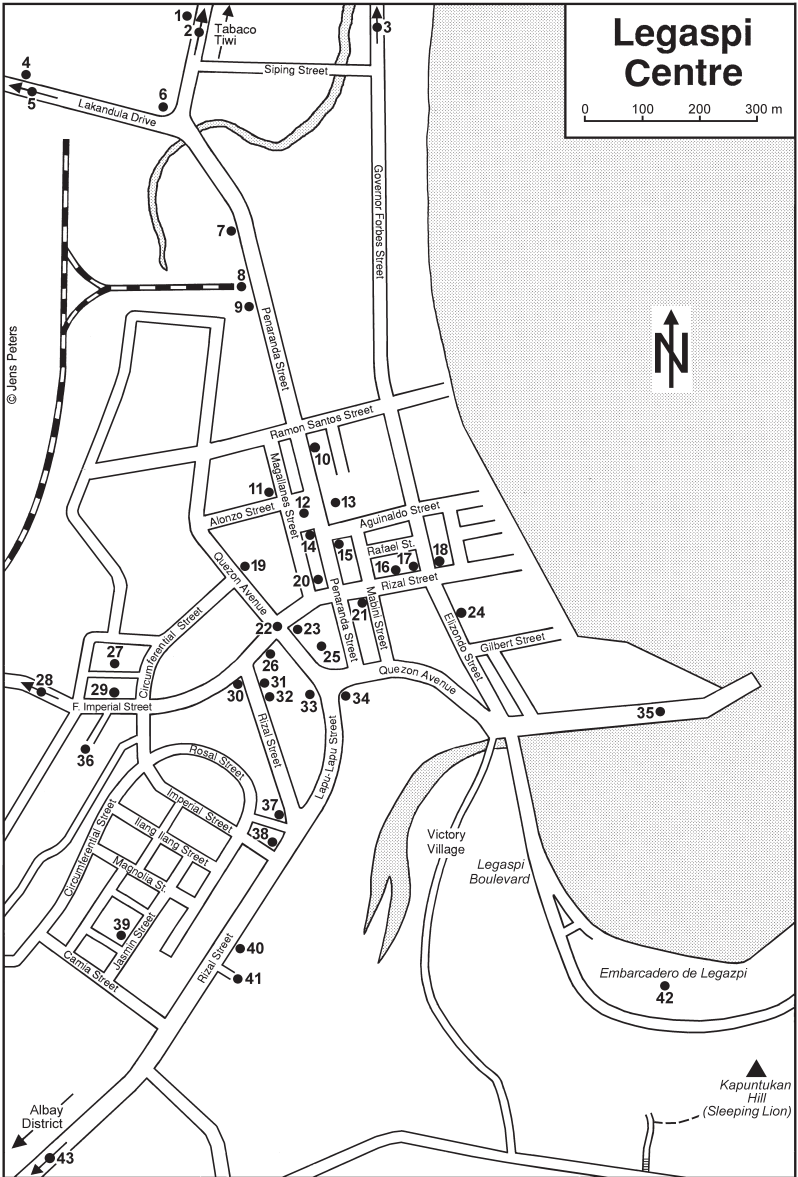 Legaspi
Centre
0 100 200 300 m
1
2
Tabaco
Tiwi
3
Siping Street
4
5
6
Lakandula Drive
Governor Forbes Street
7
8
9
Penaranda Street
N
© Jens Peters
Ramon Santos Street
10
Magallanes Street
11
12
13
Alonzo Street
Aguinaldo Street
14
15
Rafael St.
16
17
18
19
Quezon Avenue
20
Rizal Street
Penaranda Street
21
Mabini Street
24
Elizondo Street
22
23
25
Gilbert Street
Circumferential Street
26
27
28
29
F. Imperial Street
30
31
32
33
34
Quezon Avenue
35
36
Rizal Street
Lapu-Lapu Street
Rosal Street
Imperial Street
37
38
Ilang Ilang Street
Circumferential Street
Magnolia St.
Victory
Village
Legaspi
Boulevard
39
Jasmin Street
Camia Street
Rizal Street
40
41
Embarcadero de Legazpi
42
Kapuntukan
Hill
(Sleeping Lion)
Albay
District
43